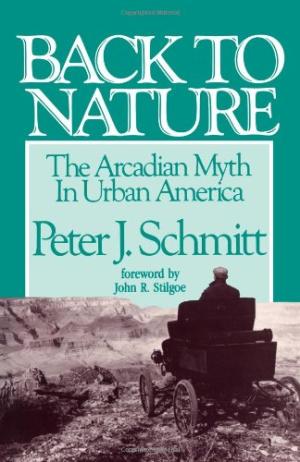 BACK TO
NATURE
The Arcadian Myth
In Urban America
Peter J. Schmitt
foreword by
John R. Stilgoe